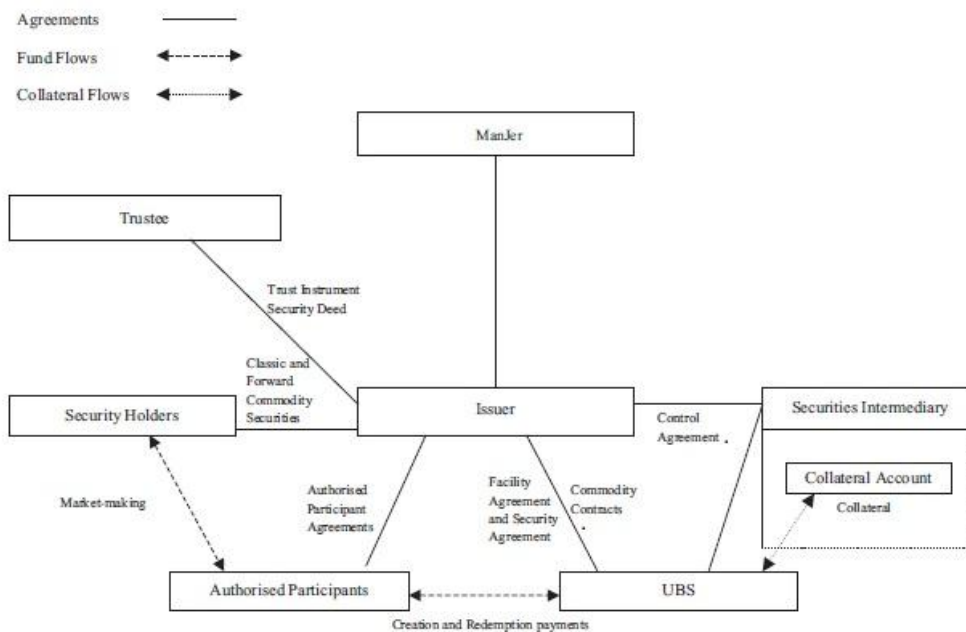 Agreements
Fund Flows
Collateral Flows
ManJer
Trustee
Trust Instrument
Security Deed
Classic and
Forward
Commodity
Securities
Security Holders
Issuer
Securities Intermediary
Control
Agreement
Collateral Account
Collateral
Market-making
Authorised
Participant
Agreements
Facility
Agreement
and Security
Agreement
Commodity
Contracts
Authorised Participants
UBS
Creation and Redemption payments